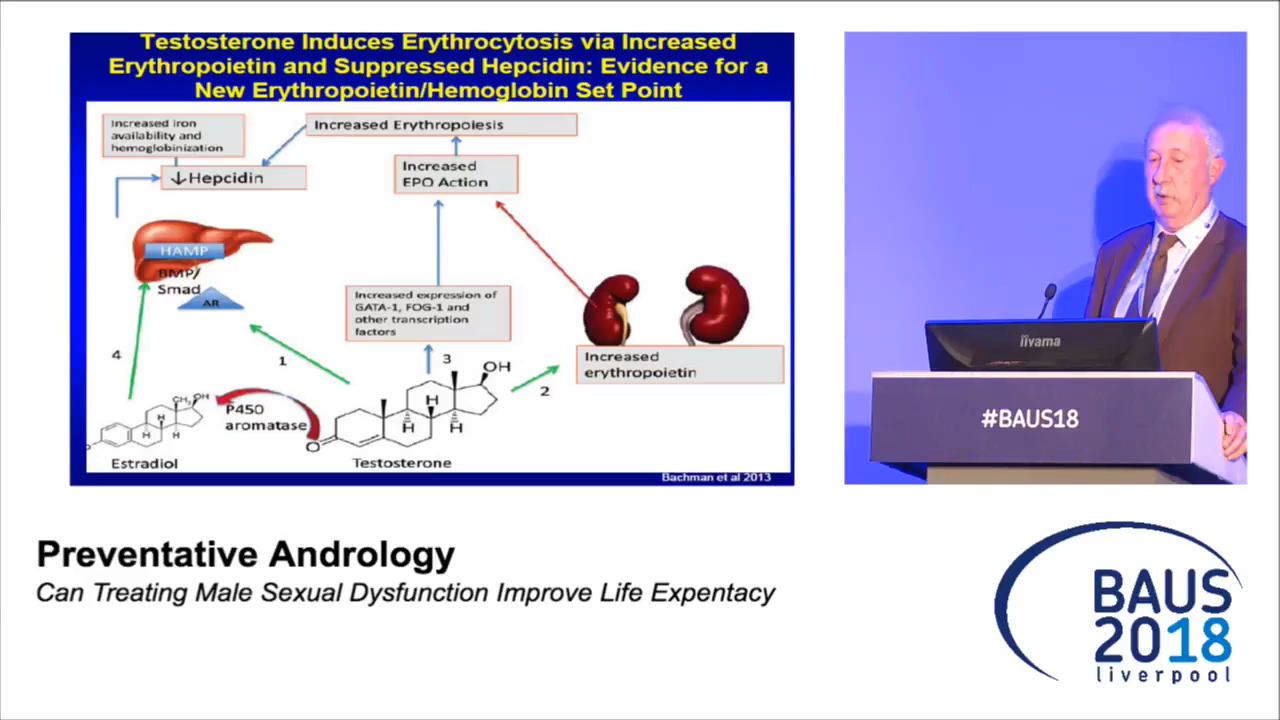 Testosterone Induces Erythrocytosis via Increased
Erythropoietin and Suppressed Hepcidin: Evidence for a
New Erythropoietin/Hemoglobin Set Point
Increased iron
availability and
hemoglobinization
Increased Erythropoiesis
↓Hepcidin
Increased
EPO Action
HAMP
BMP/
Smad
AR
Increased expression of
GATA-1, FOG-1 and
other transcription
factors
Increased
erythropoietin
4
1
3
2
OH
CH3
OH
H
H
H
H
H
H
O
P450
aromatase
Estradiol
Testosterone
Bachman et al 2013
iiyama
#BAUS18
Preventative Andrology
Can Treating Male Sexual Dysfunction Improve Life Expentacy
BAUS
2018
liverpool